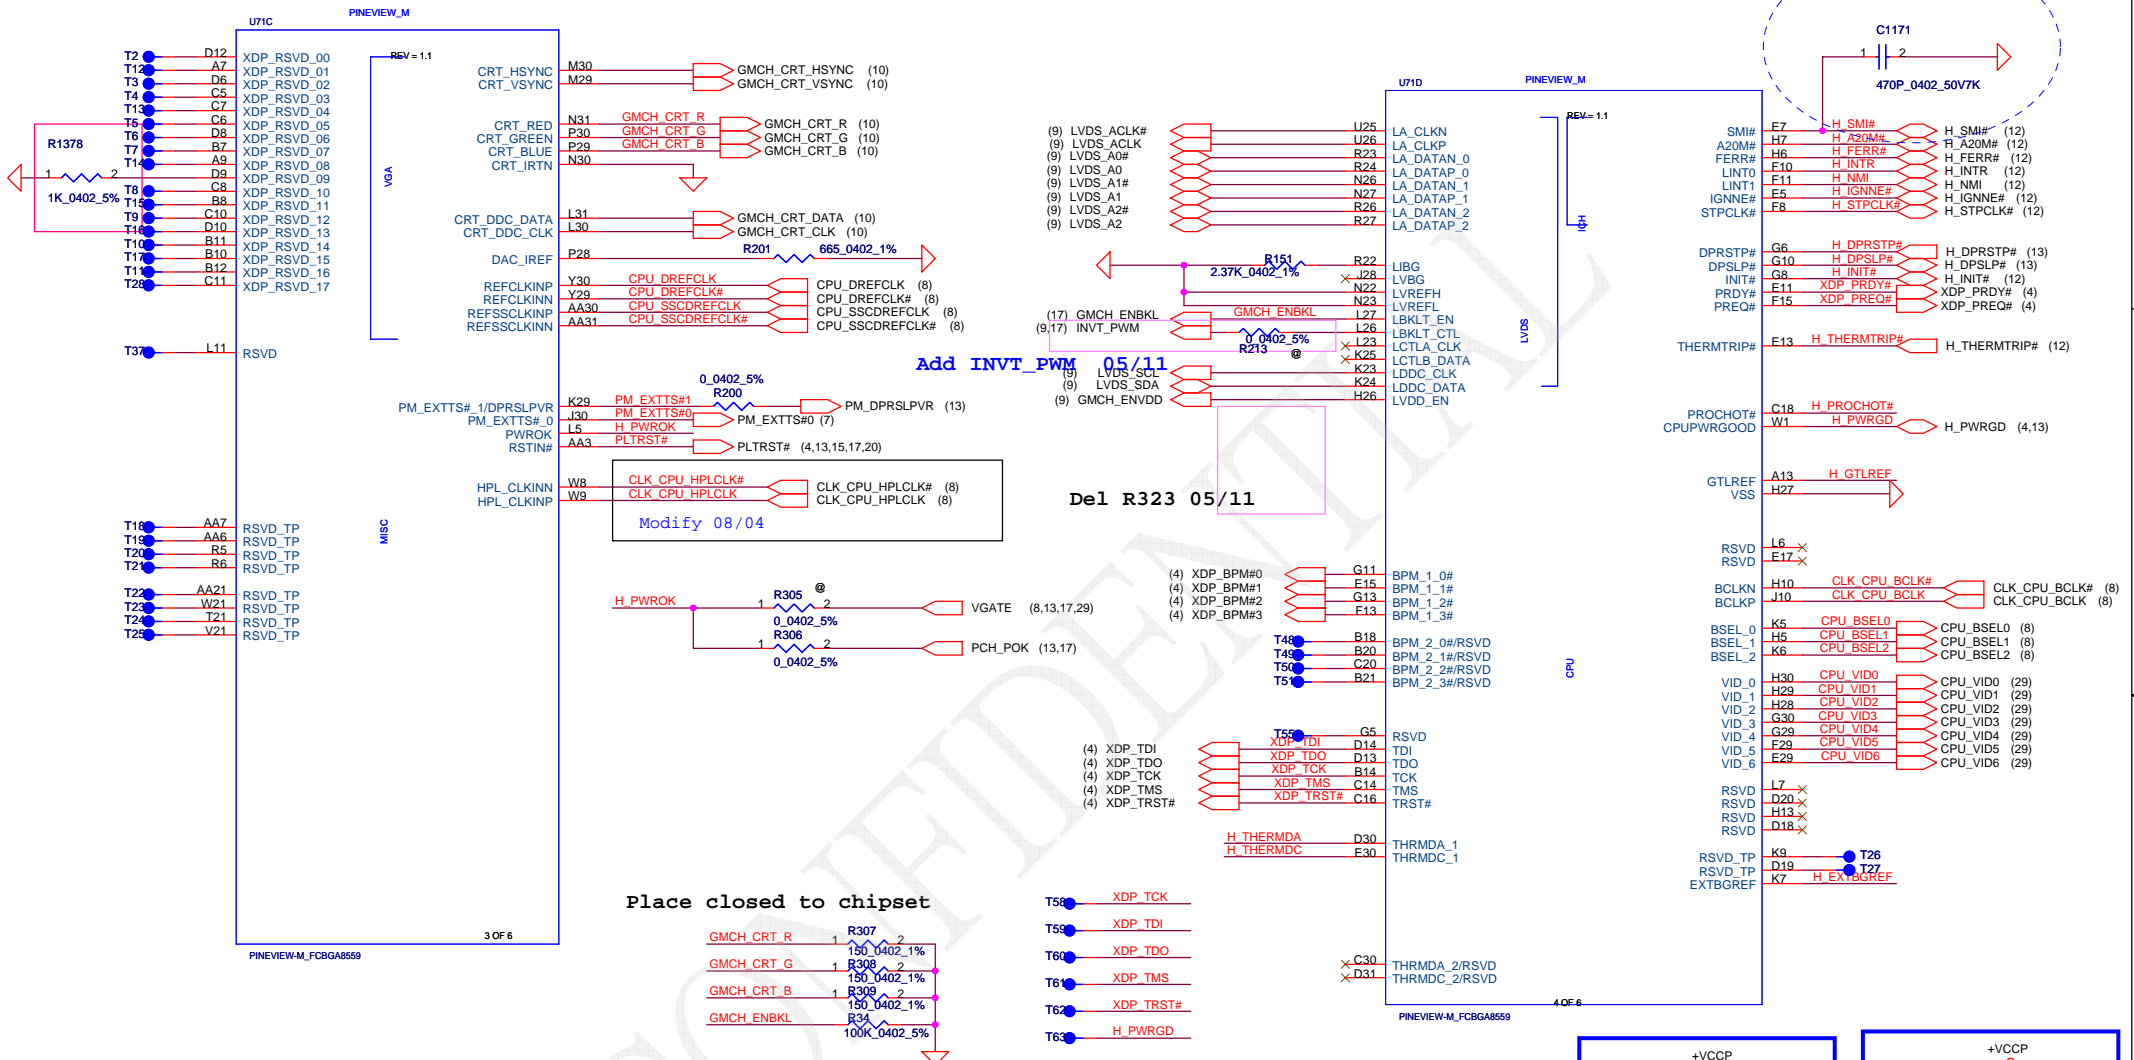 PINEVIEW_M
U71C
REV = 1.1
T2 D12 XDP_RSVD_00
T12 A7 XDP_RSVD_01
T3 D6 XDP_RSVD_02
T4 C5 XDP_RSVD_03
T13 C7 XDP_RSVD_04
T5 C6 XDP_RSVD_05
T6 D8 XDP_RSVD_06
T7 B7 XDP_RSVD_07
T14 A9 XDP_RSVD_08
D9 XDP_RSVD_09
T8 C8 XDP_RSVD_10
T15 B8 XDP_RSVD_11
T9 C10 XDP_RSVD_12
T16 D10 XDP_RSVD_13
T10 B11 XDP_RSVD_14
T17 B10 XDP_RSVD_15
T11 B12 XDP_RSVD_16
T28 C11 XDP_RSVD_17
R1378
1 2
1K_0402_5%
T37 L11 RSVD
T18 AA7 RSVD_TP
T19 AA6 RSVD_TP
T20 R5 RSVD_TP
T21 R6 RSVD_TP
T22 AA21 RSVD_TP
T23 W21 RSVD_TP
T24 T21 RSVD_TP
T25 V21 RSVD_TP
VGA
MISC
CRT_HSYNC M30 GMCH_CRT_HSYNC (10)
CRT_VSYNC M29 GMCH_CRT_VSYNC (10)
CRT_RED N31 GMCH_CRT_R GMCH_CRT_R (10)
CRT_GREEN P30 GMCH_CRT_G GMCH_CRT_G (10)
CRT_BLUE P29 GMCH_CRT_B GMCH_CRT_B (10)
CRT_IRTN N30
CRT_DDC_DATA L31 GMCH_CRT_DATA (10)
CRT_DDC_CLK L30 GMCH_CRT_CLK (10)
DAC_IREF P28 R201 665_0402_1%
REFCLKINP Y30 CPU_DREFCLK CPU_DREFCLK (8)
REFCLKINN Y29 CPU_DREFCLK# CPU_DREFCLK# (8)
REFSSCLKINP AA30 CPU_SSCDREFCLK CPU_SSCDREFCLK (8)
REFSSCLKINN AA31 CPU_SSCDREFCLK# CPU_SSCDREFCLK# (8)
0_0402_5%
R200
PM_EXTTS#_1/DPRSLPVR K29 PM_EXTTS#1 PM_DPRSLPVR (13)
PM_EXTTS#_0 J30 PM_EXTTS#0 PM_EXTTS#0 (7)
PWROK L5 H_PWROK
RSTIN# AA3 PLTRST# PLTRST# (4,13,15,17,20)
HPL_CLKINN W8 CLK_CPU_HPLCLK# CLK_CPU_HPLCLK# (8)
HPL_CLKINP W9 CLK_CPU_HPLCLK CLK_CPU_HPLCLK (8)
Modify 08/04
3 OF 6
PINEVIEW-M_FCBGA8559
H_PWROK
@
1 R305 2 VGATE (8,13,17,29)
0_0402_5%
R306
1 2 PCH_POK (13,17)
0_0402_5%
Place closed to chipset
GMCH_CRT_R 1 R307 2
150_0402_1%
GMCH_CRT_G 1 R308 2
150_0402_1%
GMCH_CRT_B 1 R309 2
150_0402_1%
GMCH_ENBKL R34
100K_0402_5%
U71D
PINEVIEW_M
REV = 1.1
(9) LVDS_ACLK# U25 LA_CLKN
(9) LVDS_ACLK U26 LA_CLKP
(9) LVDS_A0# R23 LA_DATAN_0
(9) LVDS_A0 R24 LA_DATAP_0
(9) LVDS_A1# N26 LA_DATAN_1
(9) LVDS_A1 N27 LA_DATAP_1
(9) LVDS_A2# R26 LA_DATAN_2
(9) LVDS_A2 R27 LA_DATAP_2
R151
2.37K_0402_1%
R22 LIBG
J28 LVBG
N22 LVREFH
N23 LVREFL
(17) GMCH_ENBKL GMCH_ENBKL L27 LBKLT_EN
(9,17) INVT_PWM L26 LBKLT_CTL
0_0402_5%
R213
@
L23 LCTLA_CLK
K25 LCTLB_DATA
Add INVT_PWM 05/11
(9) LVDS_SCL K23 LDDC_CLK
(9) LVDS_SDA K24 LDDC_DATA
(9) GMCH_ENVDD H26 LVDD_EN
Del R323 05/11
(4) XDP_BPM#0 G11 BPM_1_0#
(4) XDP_BPM#1 E15 BPM_1_1#
(4) XDP_BPM#2 G13 BPM_1_2#
(4) XDP_BPM#3 F13 BPM_1_3#
T48 B18 BPM_2_0#/RSVD
T49 B20 BPM_2_1#/RSVD
T50 C20 BPM_2_2#/RSVD
T51 B21 BPM_2_3#/RSVD
T55 G5 RSVD
(4) XDP_TDI XDP_TDI D14 TDI
(4) XDP_TDO XDP_TDO D13 TDO
(4) XDP_TCK XDP_TCK B14 TCK
(4) XDP_TMS XDP_TMS C14 TMS
(4) XDP_TRST# XDP_TRST# C16 TRST#
H_THERMDA D30 THRMDA_1
H_THERMDC E30 THRMDC_1
T58 XDP_TCK
T59 XDP_TDI
T60 XDP_TDO
T61 XDP_TMS
T62 XDP_TRST#
T63 H_PWRGD
C30 THRMDA_2/RSVD
D31 THRMDC_2/RSVD
LVDS
ICH
CPU
C1171
1 2
470P_0402_50V7K
SMI# E7 H_SMI# H_SMI# (12)
A20M# H7 H_A20M# H_A20M# (12)
FERR# H6 H_FERR# H_FERR# (12)
LINT0 F10 H_INTR H_INTR (12)
LINT1 F11 H_NMI H_NMI (12)
IGNNE# E5 H_IGNNE# H_IGNNE# (12)
STPCLK# F8 H_STPCLK# H_STPCLK# (12)
DPRSTP# G6 H_DPRSTP# H_DPRSTP# (13)
DPSLP# G10 H_DPSLP# H_DPSLP# (13)
INIT# G8 H_INIT# H_INIT# (12)
PRDY# E11 XDP_PRDY# XDP_PRDY# (4)
PREQ# F15 XDP_PREQ# XDP_PREQ# (4)
THERMTRIP# E13 H_THERMTRIP# H_THERMTRIP# (12)
PROCHOT# C18 H_PROCHOT#
CPUPWRGOOD W1 H_PWRGD H_PWRGD (4,13)
GTLREF A13 H_GTLREF
VSS H27
RSVD L6
RSVD E17
BCLKN H10 CLK_CPU_BCLK# CLK_CPU_BCLK# (8)
BCLKP J10 CLK_CPU_BCLK CLK_CPU_BCLK (8)
BSEL_0 K5 CPU_BSEL0 CPU_BSEL0 (8)
BSEL_1 H5 CPU_BSEL1 CPU_BSEL1 (8)
BSEL_2 K6 CPU_BSEL2 CPU_BSEL2 (8)
VID_0 H30 CPU_VID0 CPU_VID0 (29)
VID_1 H29 CPU_VID1 CPU_VID1 (29)
VID_2 H28 CPU_VID2 CPU_VID2 (29)
VID_3 G30 CPU_VID3 CPU_VID3 (29)
VID_4 G29 CPU_VID4 CPU_VID4 (29)
VID_5 F29 CPU_VID5 CPU_VID5 (29)
VID_6 E29 CPU_VID6 CPU_VID6 (29)
RSVD L7
RSVD D20
RSVD H13
RSVD D18
RSVD_TP K9 T26
RSVD_TP D19 T27
EXTBGREF K7 H_EXTBGREF
4 OF 6
PINEVIEW-M_FCBGA8559
+VCCP
+VCCP
CONFIDENTIAL